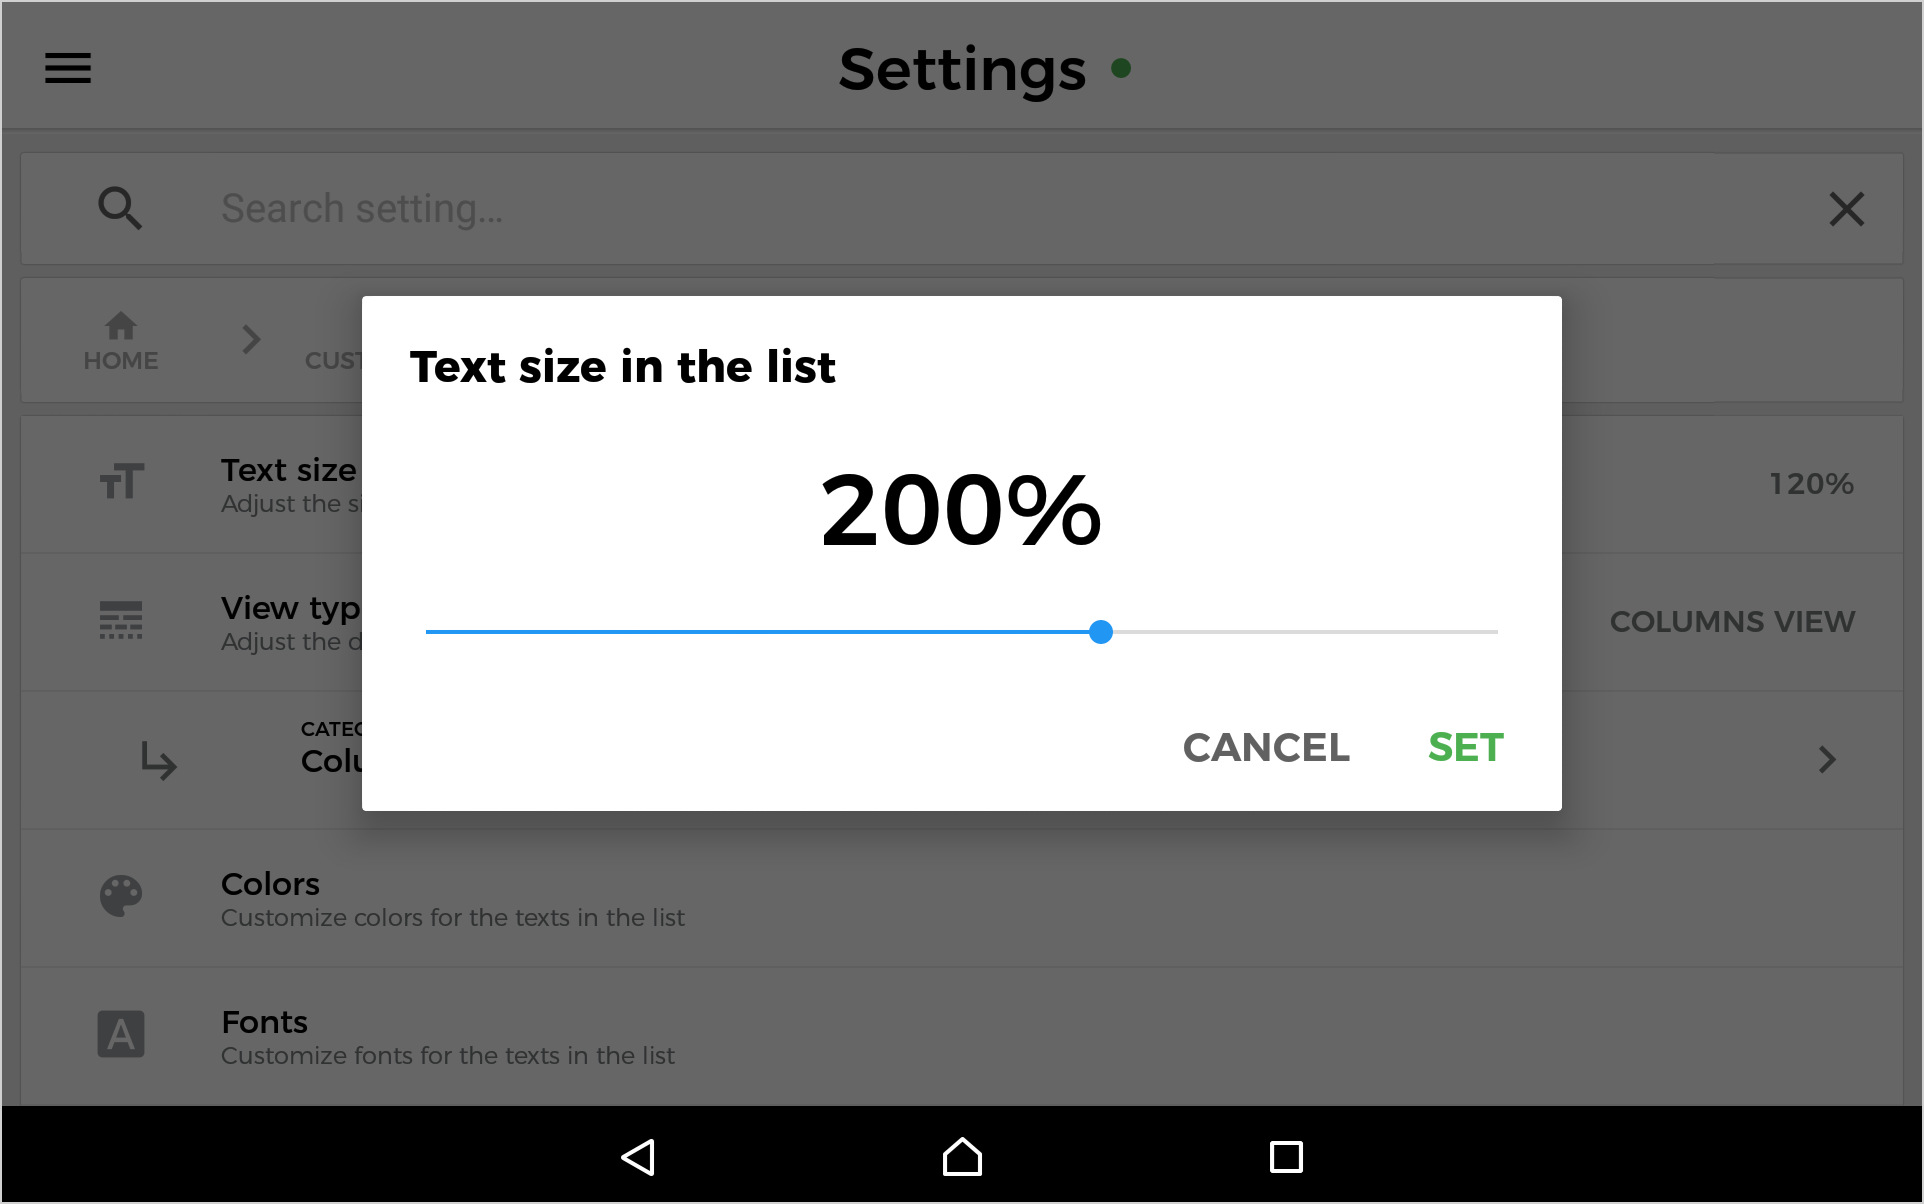 Settings
Search setting...
HOME
CUST
Text size in the list
200%
CANCEL
SET
Text size
Adjust the si
120%
View typ
Adjust the d
COLUMNS VIEW
CATEG
Colu
Colors
Customize colors for the texts in the list
Fonts
Customize fonts for the texts in the list